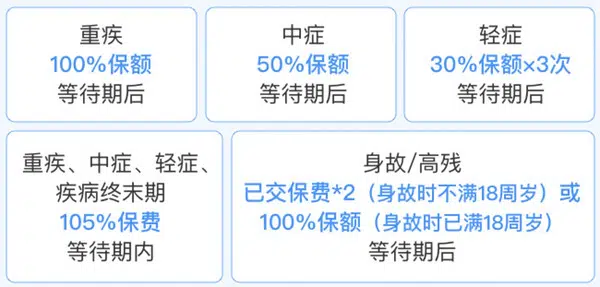 重疾
100%保额
等待期后
中症
50%保额
等待期后
轻症
30%保额×3次
等待期后
重疾、中症、轻症、
疾病终末期
105%保费
等待期内
身故/高残
已交保费*2（身故时不满18周岁）或
100%保额（身故时已满18周岁）
等待期后